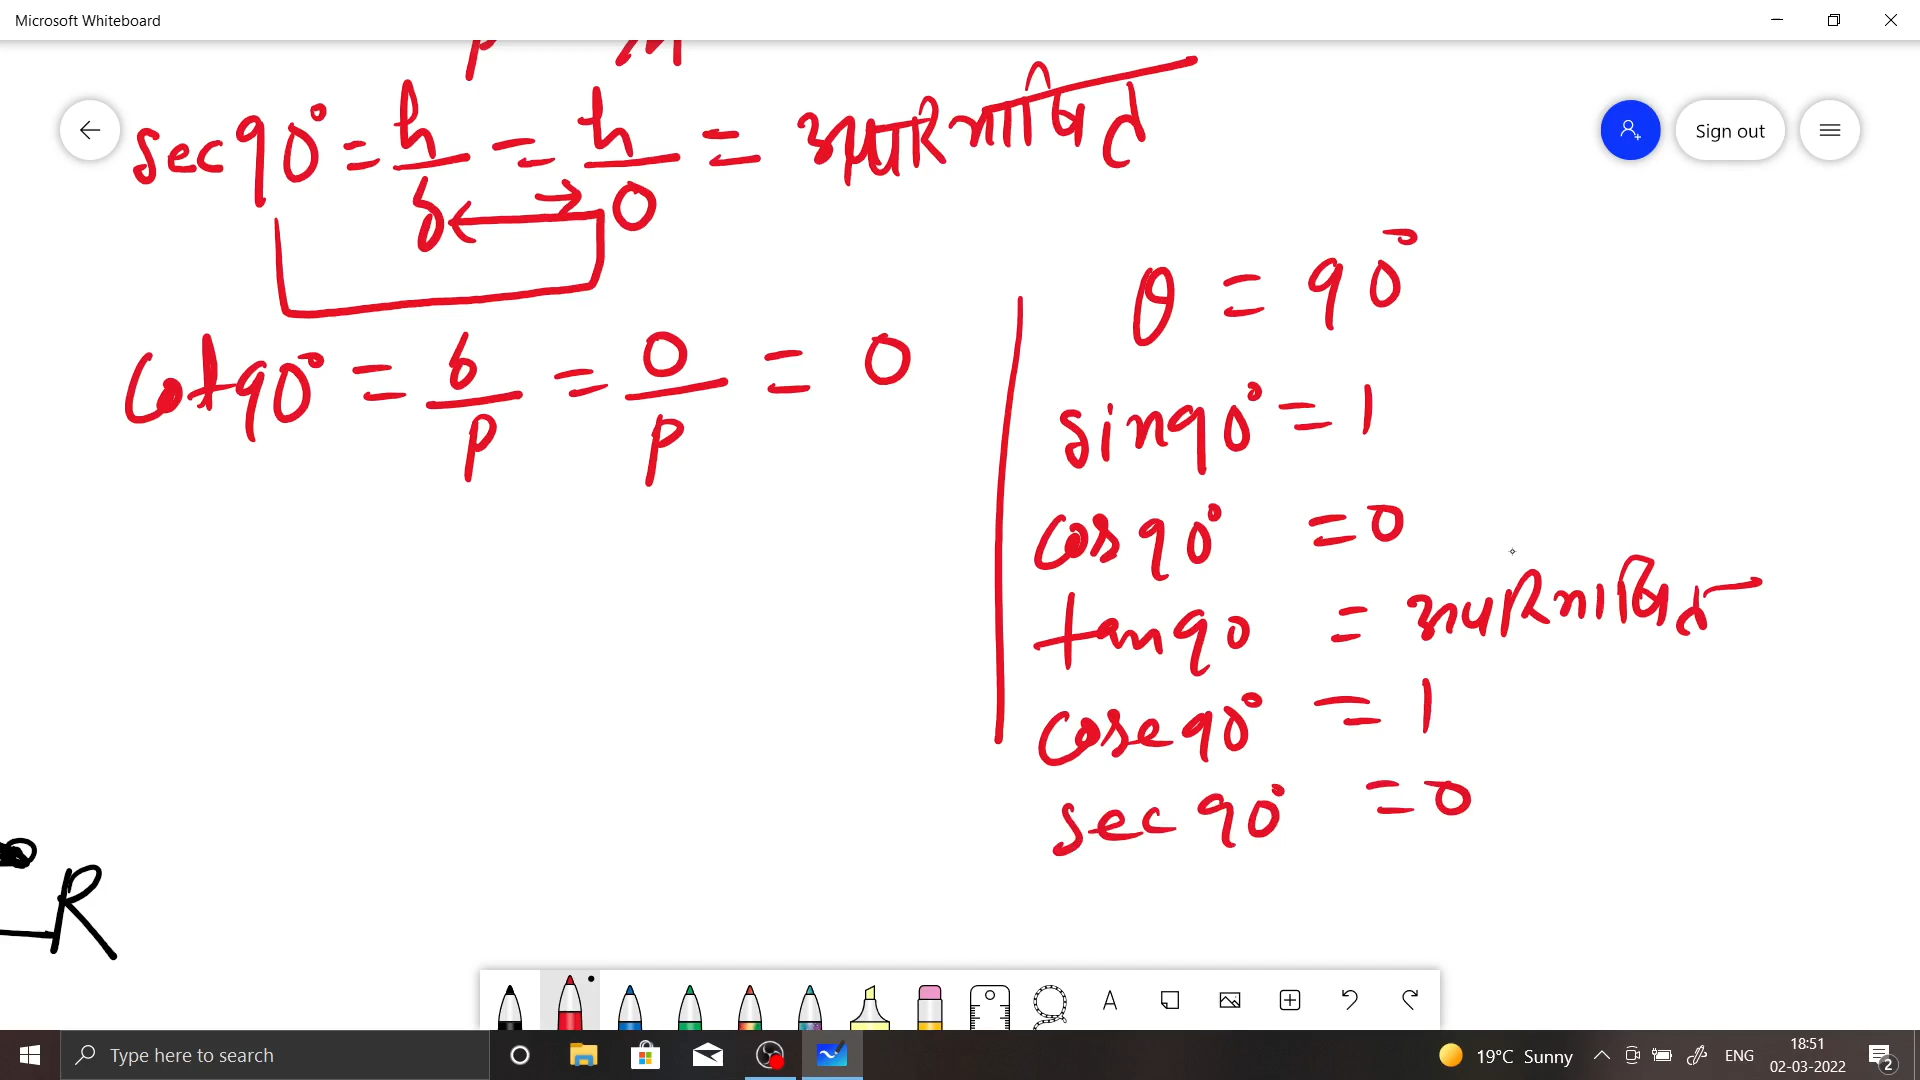 Microsoft Whiteboard
Sign out
sec 90° = h/b = h/0 = अपरिभाषित
cot 90° = b/p = 0/p = 0
θ = 90°
sin 90° = 1
cos 90° = 0
tan 90 = अपरिभाषित
cose 90° = 1
sec 90° = 0
R
A
Type here to search
19°C Sunny
ENG
18:51
02-03-2022
2